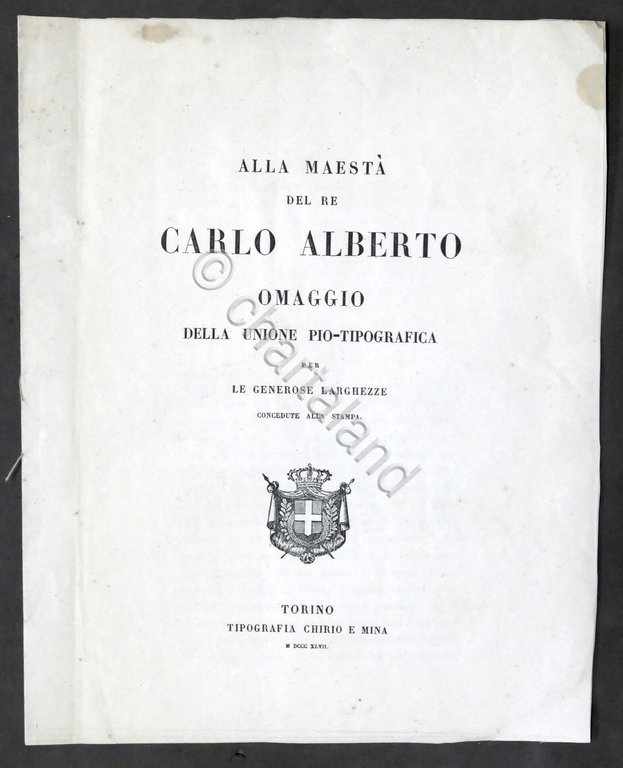 ALLA MAESTÀ
DEL RE
CARLO ALBERTO
OMAGGIO
DELLA UNIONE PIO-TIPOGRAFICA
PER
LE GENEROSE LARGHEZZE
CONCEDUTE ALLA STAMPA.
© chartaland
TORINO
TIPOGRAFIA CHIRIO E MINA
M DCCC XLVII.